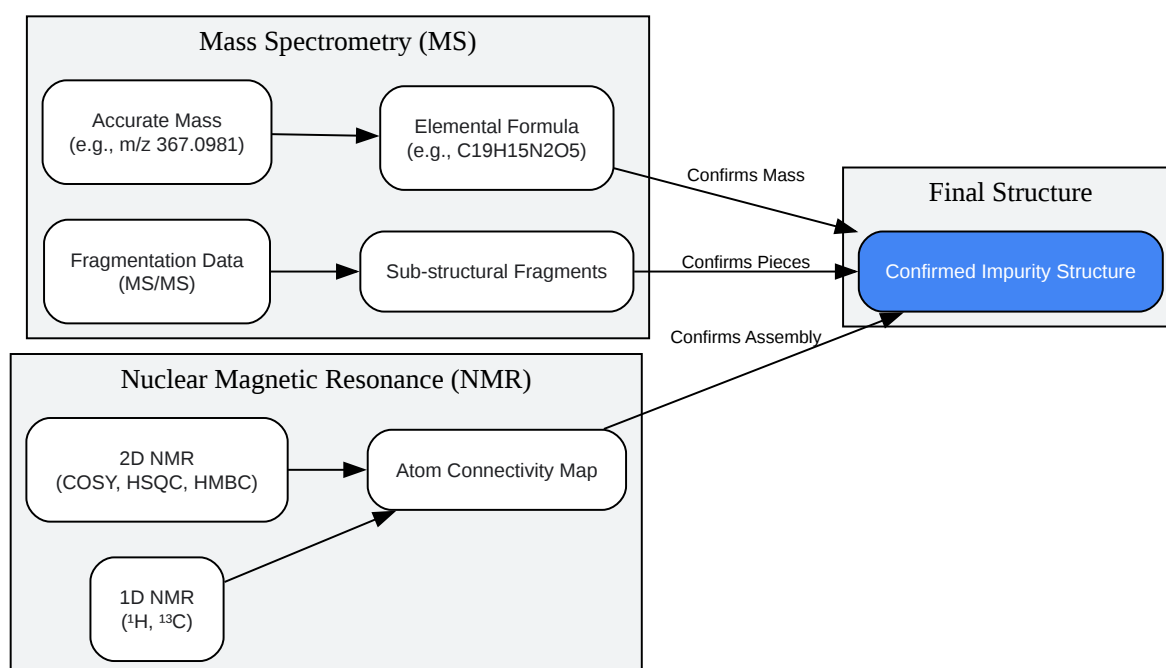 Mass Spectrometry (MS)
Accurate Mass
(e.g., m/z 367.0981)
Elemental Formula
(e.g., C19H15N2O5)
Confirms Mass
Final Structure
Fragmentation Data
(MS/MS)
Sub-structural Fragments
Confirms Pieces
Confirmed Impurity Structure
Confirms Assembly
Nuclear Magnetic Resonance (NMR)
2D NMR
(COSY, HSQC, HMBC)
Atom Connectivity Map
1D NMR
(¹H, ¹³C)